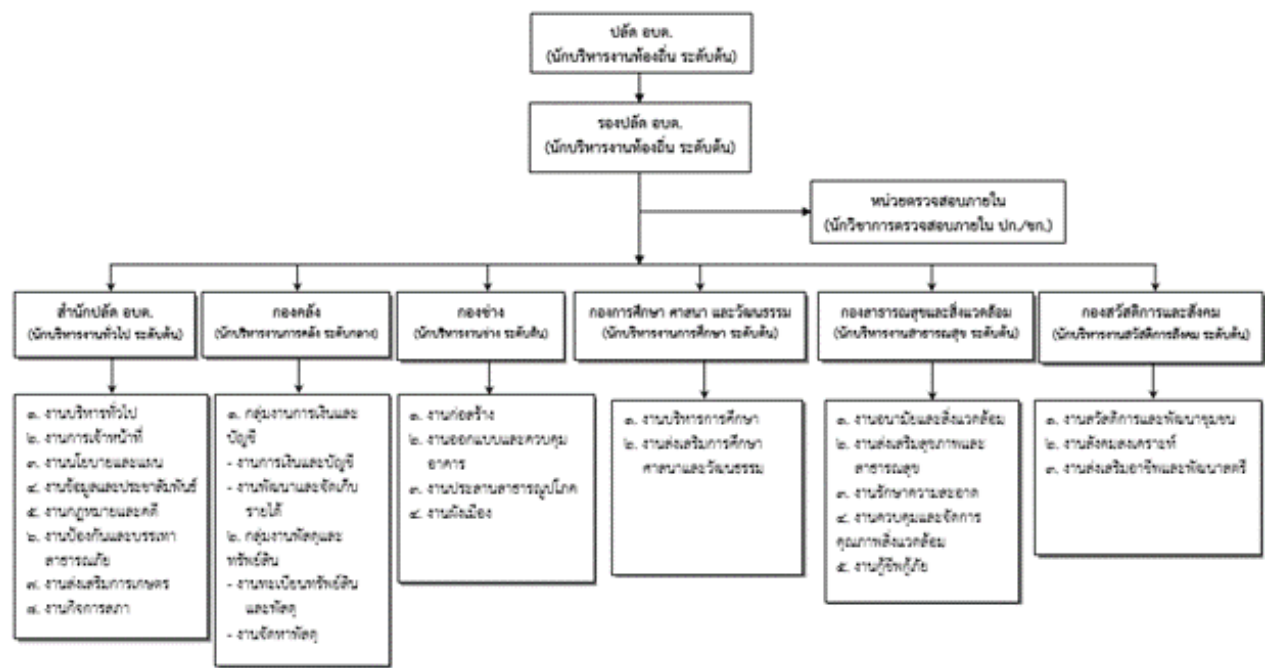 ปลัด อบต.
(นักบริหารงานท้องถิ่น ระดับต้น)
รองปลัด อบต.
(นักบริหารงานท้องถิ่น ระดับต้น)
หน่วยตรวจสอบภายใน
(นักวิชาการตรวจสอบภายใน ปก./ชก.)
สำนักปลัด อบต.
(นักบริหารงานทั่วไป ระดับต้น)
๑. งานบริหารทั่วไป
๒. งานการเจ้าหน้าที่
๓. งานนโยบายและแผน
๔. งานข้อมูลและประชาสัมพันธ์
๕. งานกฎหมายและคดี
๖. งานป้องกันและบรรเทา
สาธารณภัย
๗. งานส่งเสริมการเกษตร
๘. งานกิจการสภา
กองคลัง
(นักบริหารงานการคลัง ระดับกลาง)
๑. กลุ่มงานการเงินและ
บัญชี
- งานการเงินและบัญชี
- งานพัฒนาและจัดเก็บ
รายได้
๒. กลุ่มงานพัสดุและ
ทรัพย์สิน
- งานทะเบียนทรัพย์สิน
และพัสดุ
- งานจัดหาพัสดุ
กองช่าง
(นักบริหารงานช่าง ระดับต้น)
๑. งานก่อสร้าง
๒. งานออกแบบและควบคุม
อาคาร
๓. งานประสานสาธารณูปโภค
๔. งานผังเมือง
กองการศึกษา ศาสนา และวัฒนธรรม
(นักบริหารงานการศึกษา ระดับต้น)
๑. งานบริหารการศึกษา
๒. งานส่งเสริมการศึกษา
ศาสนาและวัฒนธรรม
กองสาธารณสุขและสิ่งแวดล้อม
(นักบริหารงานสาธารณสุข ระดับต้น)
๑. งานอนามัยและสิ่งแวดล้อม
๒. งานส่งเสริมสุขภาพและ
สาธารณสุข
๓. งานรักษาความสะอาด
๔. งานควบคุมและจัดการ
คุณภาพสิ่งแวดล้อม
๕. งานกู้ชีพกู้ภัย
กองสวัสดิการและสังคม
(นักบริหารงานสวัสดิการสังคม ระดับต้น)
๑. งานสวัสดิการและพัฒนาชุมชน
๒. งานสังคมสงเคราะห์
๓. งานส่งเสริมอาชีพและพัฒนาสตรี